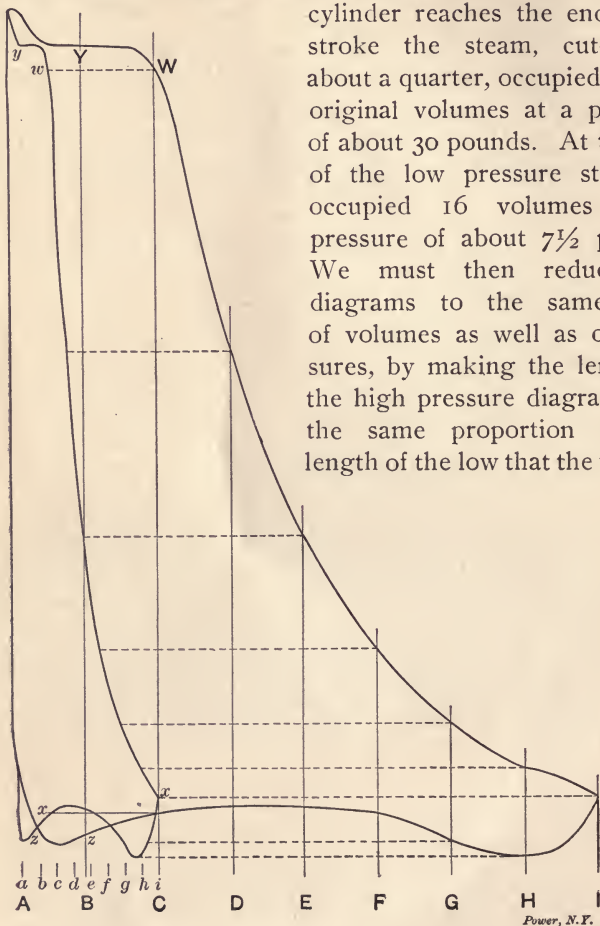 cylinder reaches the end
stroke the steam, cut
about a quarter, occupied
original volumes at a p
of about 30 pounds. At t
of the low pressure st
occupied 16 volumes
pressure of about 7½ p
We must then reduc
diagrams to the same
of volumes as well as o
sures, by making the len
the high pressure diagra
the same proportion
length of the low that the
y Y
w W
x
x
z z
a b c d e f g h i
A B C D E F G H I
Power, N.Y.